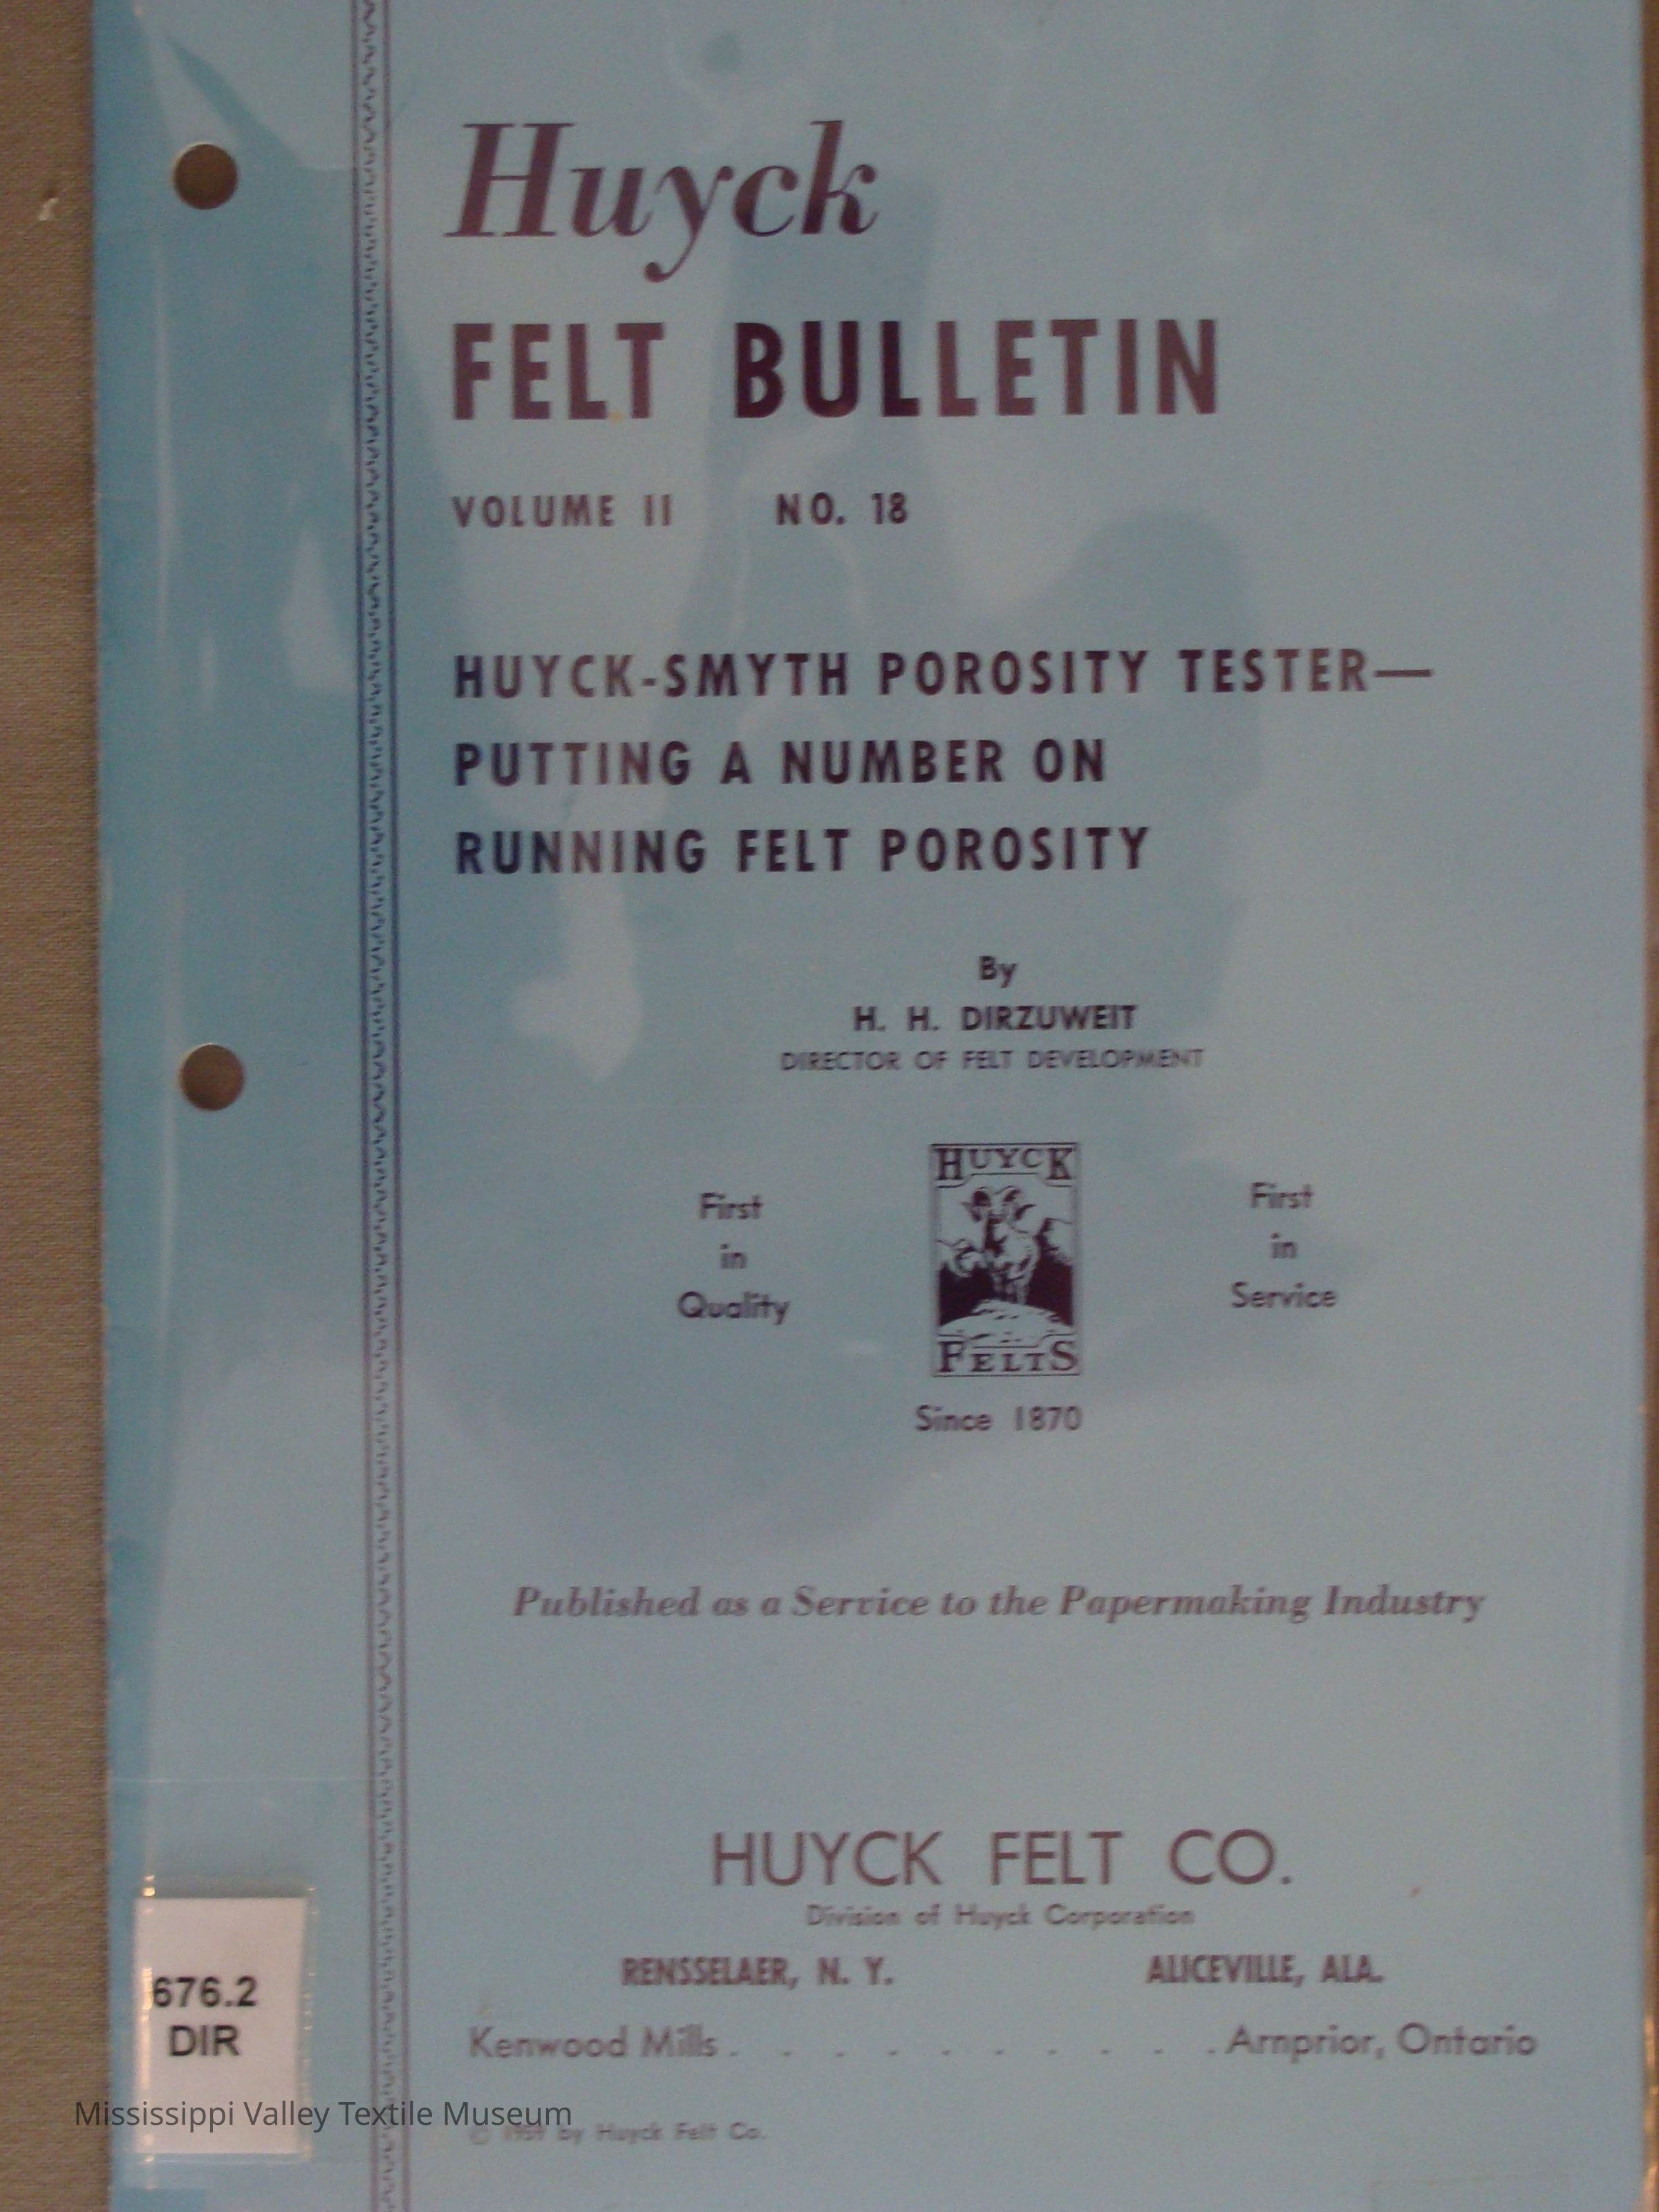 Huyck
FELT BULLETIN
VOLUME II NO. 18
HUYCK-SMYTH POROSITY TESTER—
PUTTING A NUMBER ON
RUNNING FELT POROSITY
By
H. H. DIRZUWEIT
DIRECTOR OF FELT DEVELOPMENT
First
in
Quality
HUYCK
FELTS
First
in
Service
Since 1870
Published as a Service to the Papermaking Industry
HUYCK FELT CO.
Division of Huyck Corporation
RENSSELAER, N. Y. ALICEVILLE, ALA.
Kenwood Mills . . . . . . . . . . Arnprior, Ontario
© 1959 by Huyck Felt Co.
676.2
DIR
Mississippi Valley Textile Museum